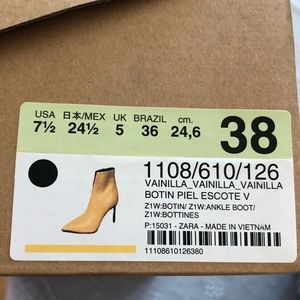 USA 日本/MEX UK BRAZIL cm.
7½ 24½ 5 36 24,6
38
1108/610/126
VAINILLA_VAINILLA_VAINILLA
BOTIN PIEL ESCOTE V
Z1W:BOTIN/ Z1W:ANKLE BOOT/
Z1W:BOTTINES
P:15031 - ZARA - MADE IN VIETNAM
11108610126380